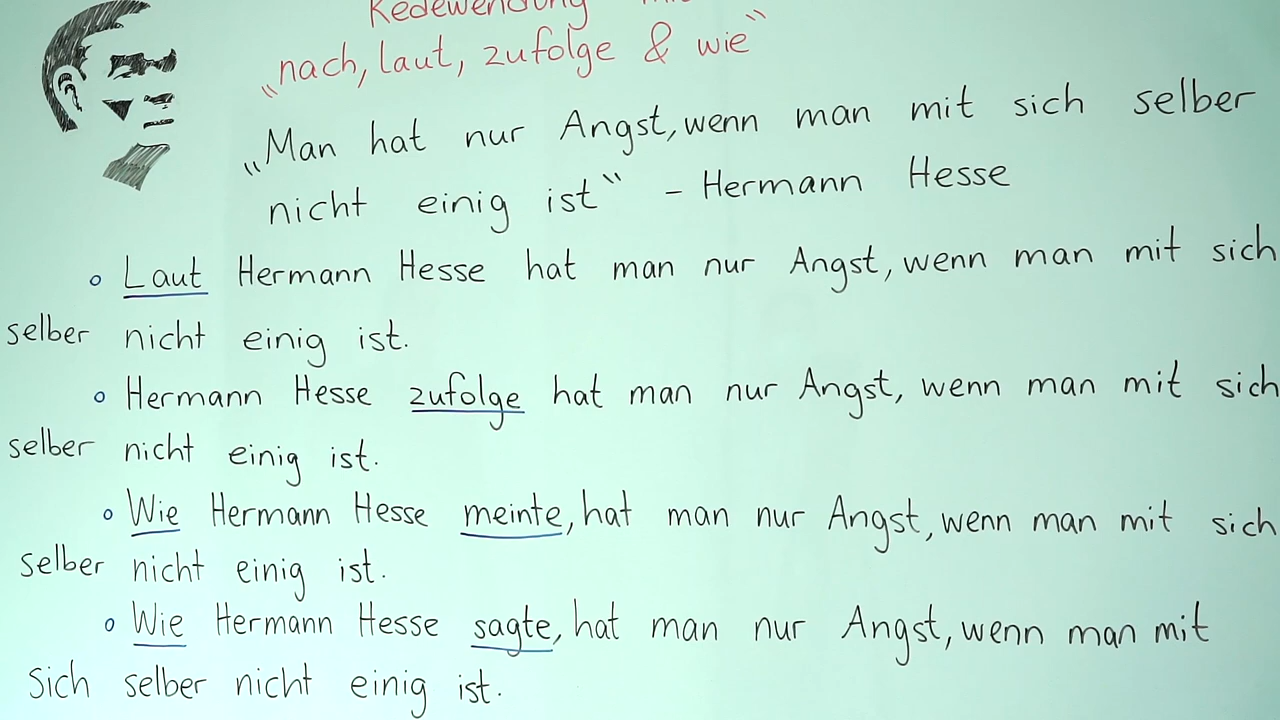 Redewendung
„nach, laut, zufolge & wie“
„Man hat nur Angst, wenn man mit sich selber
nicht einig ist“ – Hermann Hesse
◦ Laut Hermann Hesse hat man nur Angst, wenn man mit sich
selber nicht einig ist.
◦ Hermann Hesse zufolge hat man nur Angst, wenn man mit sich
selber nicht einig ist.
◦ Wie Hermann Hesse meinte, hat man nur Angst, wenn man mit sich
selber nicht einig ist.
◦ Wie Hermann Hesse sagte, hat man nur Angst, wenn man mit
sich selber nicht einig ist.